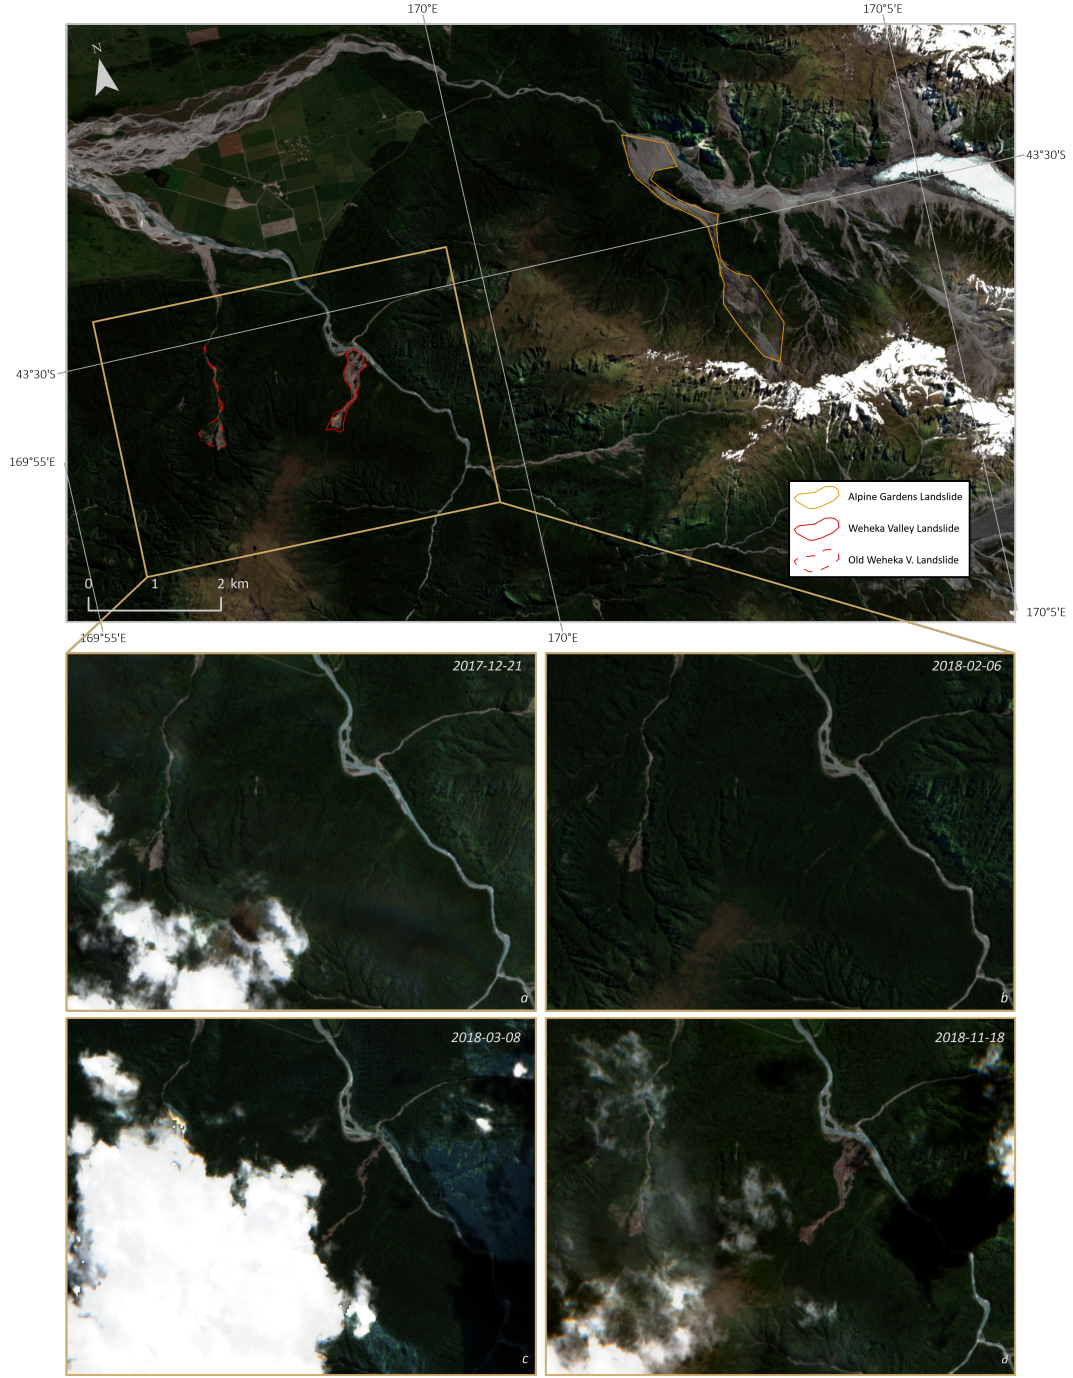 170°E
170°5'E
N
43°30'S
43°30'S
169°55'E
Alpine Gardens Landslide
Weheka Valley Landslide
Old Weheka V. Landslide
0 1 2 km
170°5'E
169°55'E
170°E
2017-12-21
2018-02-06
a
b
2018-03-08
2018-11-18
c
d